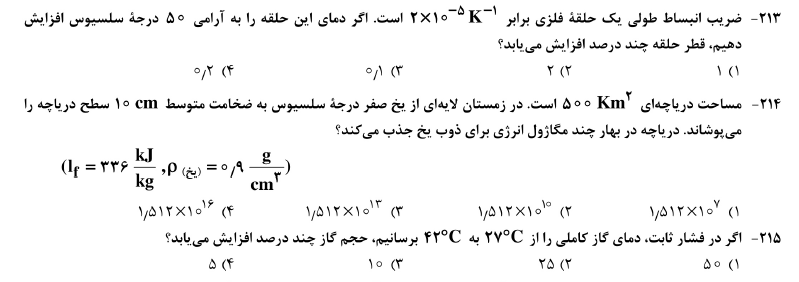 ۲۱۳- ضریب انبساط طولی یک حلقهٔ فلزی برابر ۲×۱۰⁻⁵ K⁻¹ است. اگر دمای این حلقه را به آرامی ۵۰ درجهٔ سلسیوس افزایش
دهیم، قطر حلقه چند درصد افزایش می‌یابد؟
۱) ۱ ۲) ۲ ۳) ۰/۱ ۴) ۰/۲
۲۱۴- مساحت دریاچه‌ای ۵۰۰ Km² است. در زمستان لایه‌ای از یخ صفر درجهٔ سلسیوس به ضخامت متوسط ۱۰ cm سطح دریاچه را
می‌پوشاند. دریاچه در بهار چند مگاژول انرژی برای ذوب یخ جذب می‌کند؟
(l_f = ۳۳۶ kJ/kg , ρ (یخ) = ۰/۹ g/cm³)
۱) ۱/۵۱۲×۱۰⁷ ۲) ۱/۵۱۲×۱۰¹⁰ ۳) ۱/۵۱۲×۱۰¹³ ۴) ۱/۵۱۲×۱۰¹⁶
۲۱۵- اگر در فشار ثابت، دمای گاز کاملی را از ۲۷°C به ۴۲°C برسانیم، حجم گاز چند درصد افزایش می‌یابد؟
۱) ۵۰ ۲) ۲۵ ۳) ۱۰ ۴) ۵